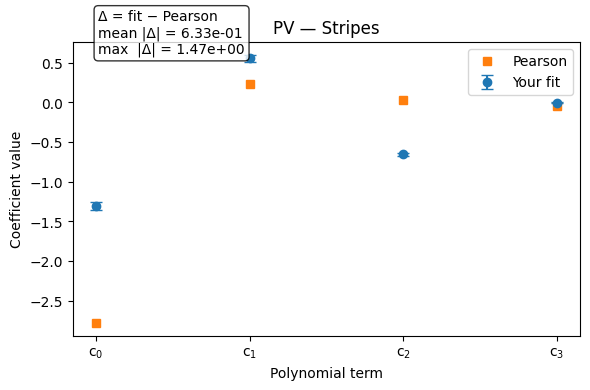 Δ = fit − Pearson
mean |Δ| = 6.33e-01
max  |Δ| = 1.47e+00
PV — Stripes
Pearson
Your fit
Coefficient value
0.5
0.0
−0.5
−1.0
−1.5
−2.0
−2.5
c₀
c₁
c₂
c₃
Polynomial term